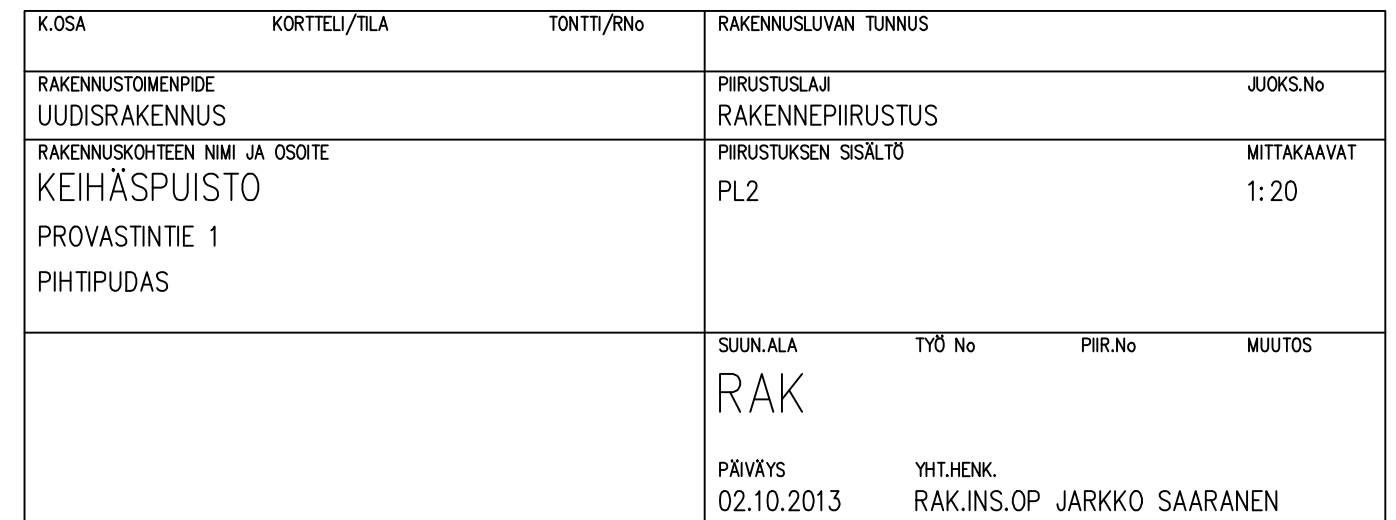 K.OSA KORTTELI/TILA TONTTI/RNo RAKENNUSLUVAN TUNNUS
RAKENNUSTOIMENPIDE PIIRUSTUSLAJI JUOKS.No
UUDISRAKENNUS RAKENNEPIIRUSTUS
RAKENNUSKOHTEEN NIMI JA OSOITE PIIRUSTUKSEN SISÄLTÖ MITTAKAAVAT
KEIHÄSPUISTO PL2 1:20
PROVASTINTIE 1
PIHTIPUDAS
SUUN.ALA TYÖ No PIIR.No MUUTOS
RAK
PÄIVÄYS YHT.HENK.
02.10.2013 RAK.INS.OP JARKKO SAARANEN